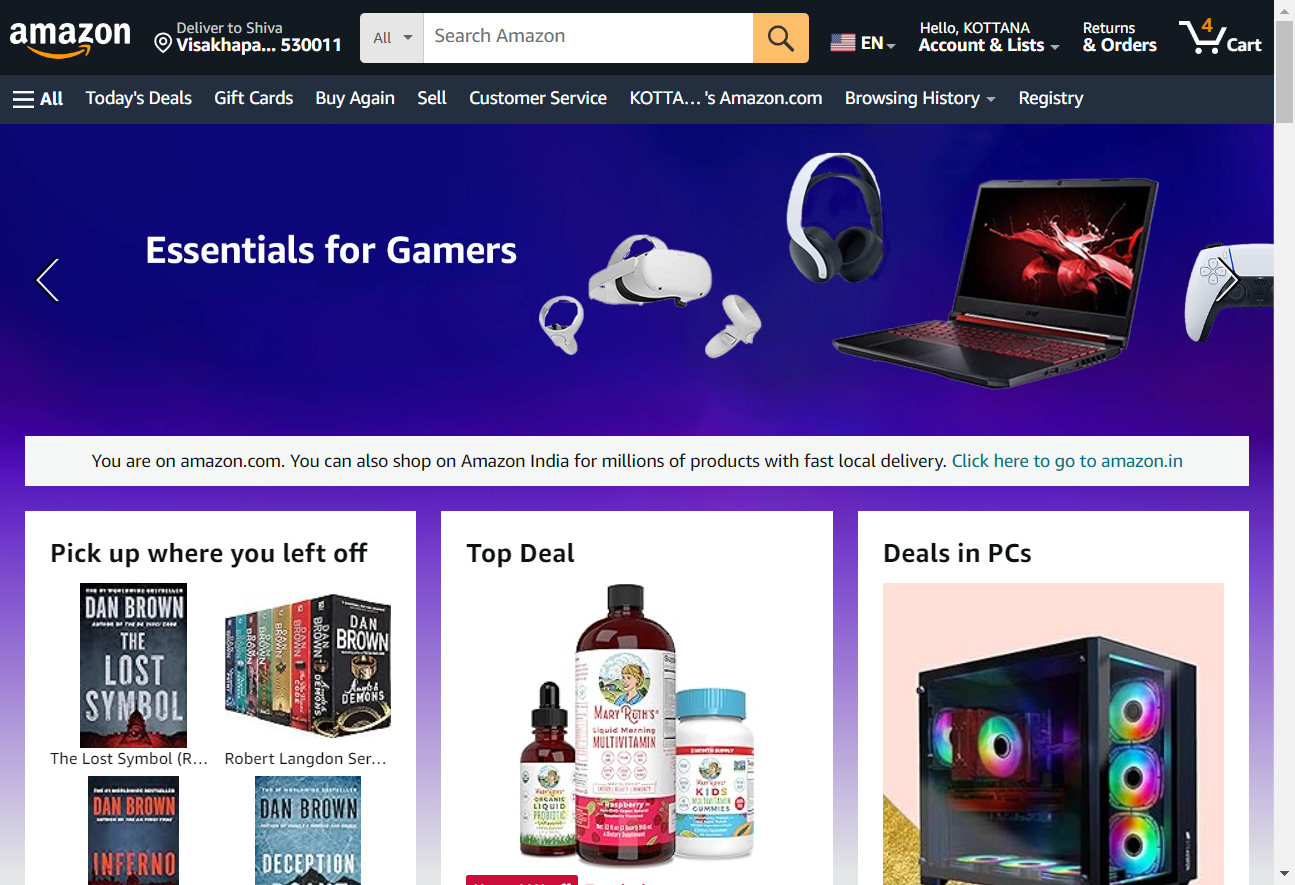 amazon
Deliver to Shiva
Visakhapa... 530011
All
Search Amazon
EN
Hello, KOTTANA
Account & Lists
Returns
& Orders
4
Cart
All
Today's Deals
Gift Cards
Buy Again
Sell
Customer Service
KOTTA... 's Amazon.com
Browsing History
Registry
Essentials for Gamers
You are on amazon.com. You can also shop on Amazon India for millions of products with fast local delivery. Click here to go to amazon.in
Pick up where you left off
DAN BROWN
THE
LOST
SYMBOL
DAN
BROWN
Angels &
DEMONS
The Lost Symbol (R...
Robert Langdon Ser...
DAN BROWN
INFERNO
DAN BROWN
DECEPTION
Top Deal
MARY RUTH'S
Liquid Morning
MULTIVITAMIN
Raspberry
ORGANIC
LIQUID
PROBIOTIC
2 MONTH SUPPLY
KIDS
MULTIVITAMIN
GUMMIES
Deals in PCs